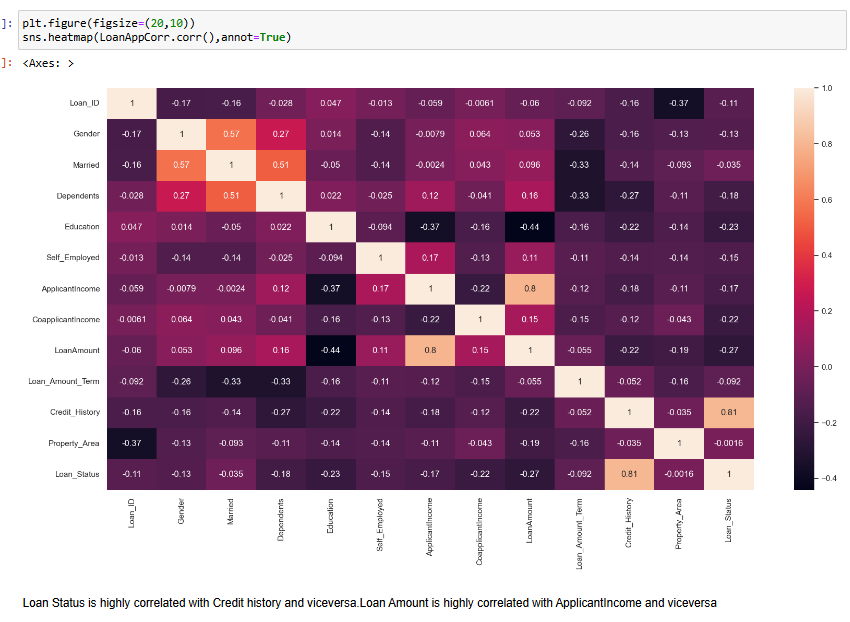 ]: plt.figure(figsize=(20,10))
sns.heatmap(LoanAppCorr.corr(),annot=True)
]: <Axes: >
Loan_ID 1 -0.17 -0.16 -0.028 0.047 -0.013 -0.059 -0.0061 -0.06 -0.092 -0.16 -0.37 -0.11
Gender -0.17 1 0.57 0.27 0.014 -0.14 -0.0079 0.064 0.053 -0.26 -0.16 -0.13 -0.13
Married -0.16 0.57 1 0.51 -0.05 -0.14 -0.0024 0.043 0.096 -0.33 -0.14 -0.093 -0.035
Dependents -0.028 0.27 0.51 1 0.022 -0.025 0.12 -0.041 0.16 -0.33 -0.27 -0.11 -0.18
Education 0.047 0.014 -0.05 0.022 1 -0.094 -0.37 -0.16 -0.44 -0.16 -0.22 -0.14 -0.23
Self_Employed -0.013 -0.14 -0.14 -0.025 -0.094 1 0.17 -0.13 0.11 -0.11 -0.14 -0.14 -0.15
ApplicantIncome -0.059 -0.0079 -0.0024 0.12 -0.37 0.17 1 -0.22 0.8 -0.12 -0.18 -0.11 -0.17
CoapplicantIncome -0.0061 0.064 0.043 -0.041 -0.16 -0.13 -0.22 1 0.15 -0.15 -0.12 -0.043 -0.22
LoanAmount -0.06 0.053 0.096 0.16 -0.44 0.11 0.8 0.15 1 -0.055 -0.22 -0.19 -0.27
Loan_Amount_Term -0.092 -0.26 -0.33 -0.33 -0.16 -0.11 -0.12 -0.15 -0.055 1 -0.052 -0.16 -0.092
Credit_History -0.16 -0.16 -0.14 -0.27 -0.22 -0.14 -0.18 -0.12 -0.22 -0.052 1 -0.035 0.81
Property_Area -0.37 -0.13 -0.093 -0.11 -0.14 -0.14 -0.11 -0.043 -0.19 -0.16 -0.035 1 -0.0016
Loan_Status -0.11 -0.13 -0.035 -0.18 -0.23 -0.15 -0.17 -0.22 -0.27 -0.092 0.81 -0.0016 1
Loan_ID
Gender
Married
Dependents
Education
Self_Employed
ApplicantIncome
CoapplicantIncome
LoanAmount
Loan_Amount_Term
Credit_History
Property_Area
Loan_Status
1.0
0.8
0.6
0.4
0.2
0.0
-0.2
-0.4
Loan Status is highly correlated with Credit history and viceversa.Loan Amount is highly correlated with ApplicantIncome and viceversa